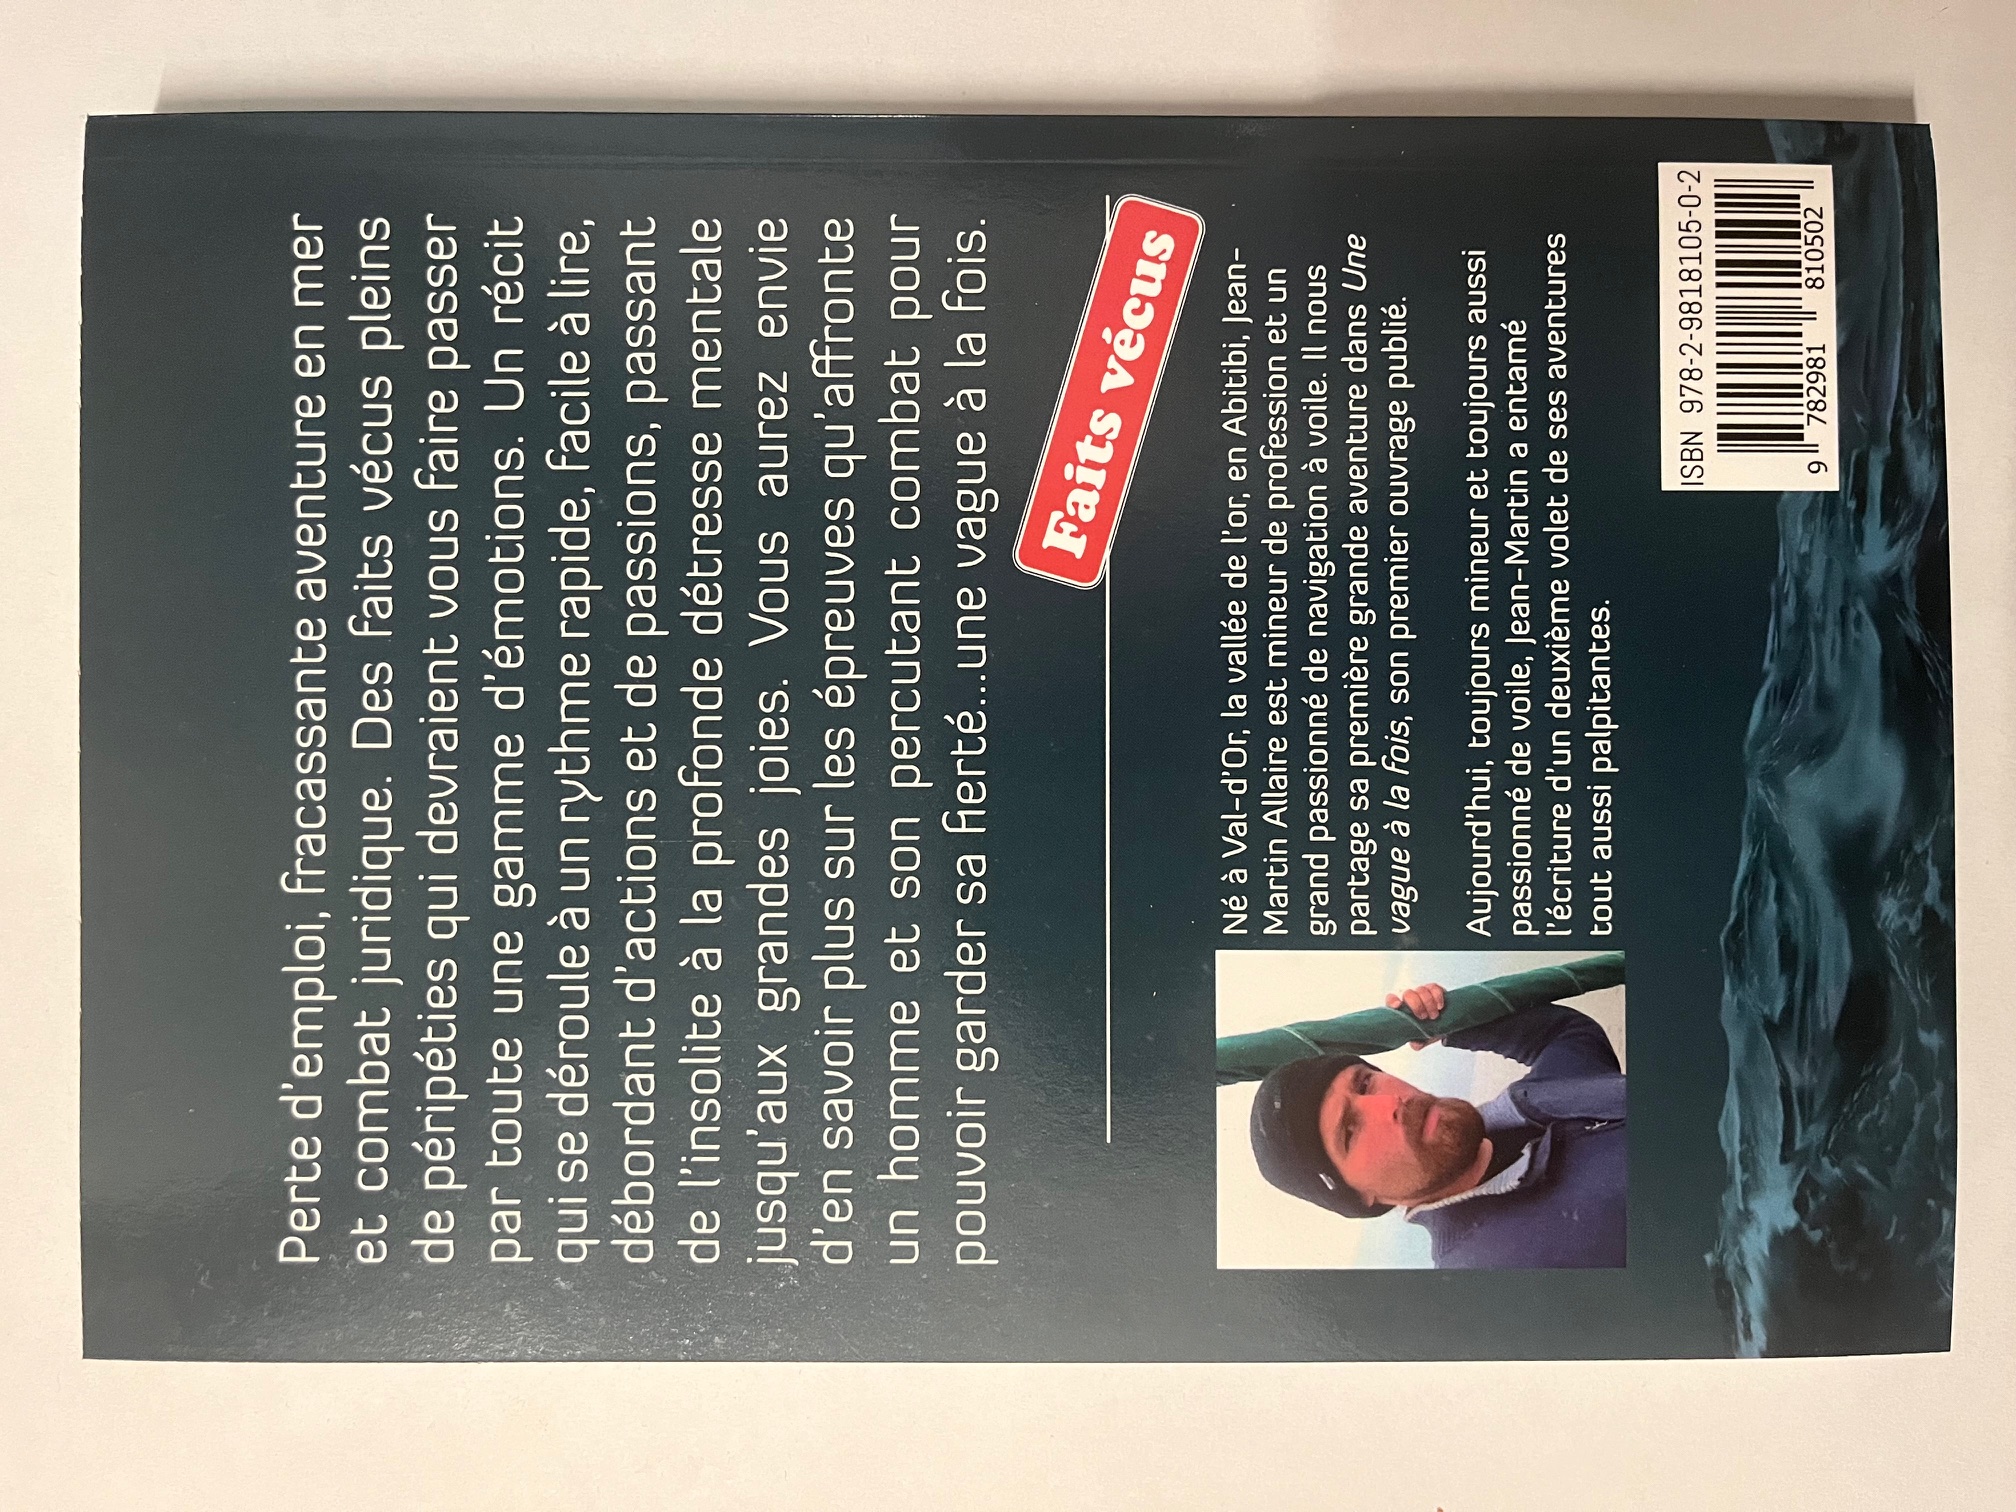 Perte d'emploi, fracassante aventure en mer
et combat juridique. Des faits vécus pleins
de péripéties qui devraient vous faire passer
par toute une gamme d'émotions. Un récit
qui se déroule à un rythme rapide, facile à lire,
débordant d'actions et de passions, passant
de l'insolite à la profonde détresse mentale
jusqu'aux grandes joies. Vous aurez envie
d'en savoir plus sur les épreuves qu'affronte
un homme et son percutant combat pour
pouvoir garder sa fierté...une vague à la fois.
Faits vécus
Né à Val-d'Or, la vallée de l'or, en Abitibi, Jean-
Martin Allaire est mineur de profession et un
grand passionné de navigation à voile. Il nous
partage sa première grande aventure dans Une
vague à la fois, son premier ouvrage publié.
Aujourd'hui, toujours mineur et toujours aussi
passionné de voile, Jean-Martin a entamé
l'écriture d'un deuxième volet de ses aventures
tout aussi palpitantes.
ISBN 978-2-9818105-0-2
9 782981 810502